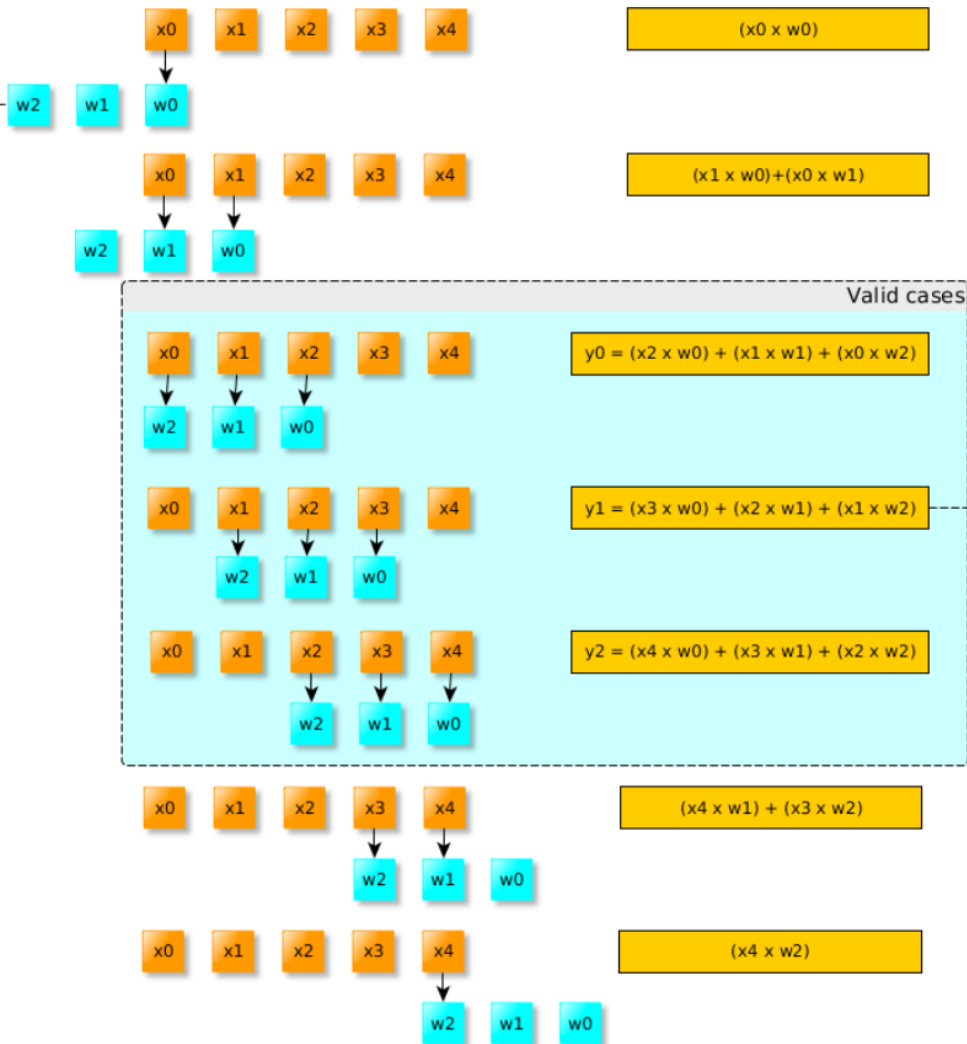 x0 x1 x2 x3 x4 (x0 x w0)
w2 w1 w0
x0 x1 x2 x3 x4 (x1 x w0)+(x0 x w1)
w2 w1 w0
Valid cases
x0 x1 x2 x3 x4 y0 = (x2 x w0) + (x1 x w1) + (x0 x w2)
w2 w1 w0
x0 x1 x2 x3 x4 y1 = (x3 x w0) + (x2 x w1) + (x1 x w2)
w2 w1 w0
x0 x1 x2 x3 x4 y2 = (x4 x w0) + (x3 x w1) + (x2 x w2)
w2 w1 w0
x0 x1 x2 x3 x4 (x4 x w1) + (x3 x w2)
w2 w1 w0
x0 x1 x2 x3 x4 (x4 x w2)
w2 w1 w0